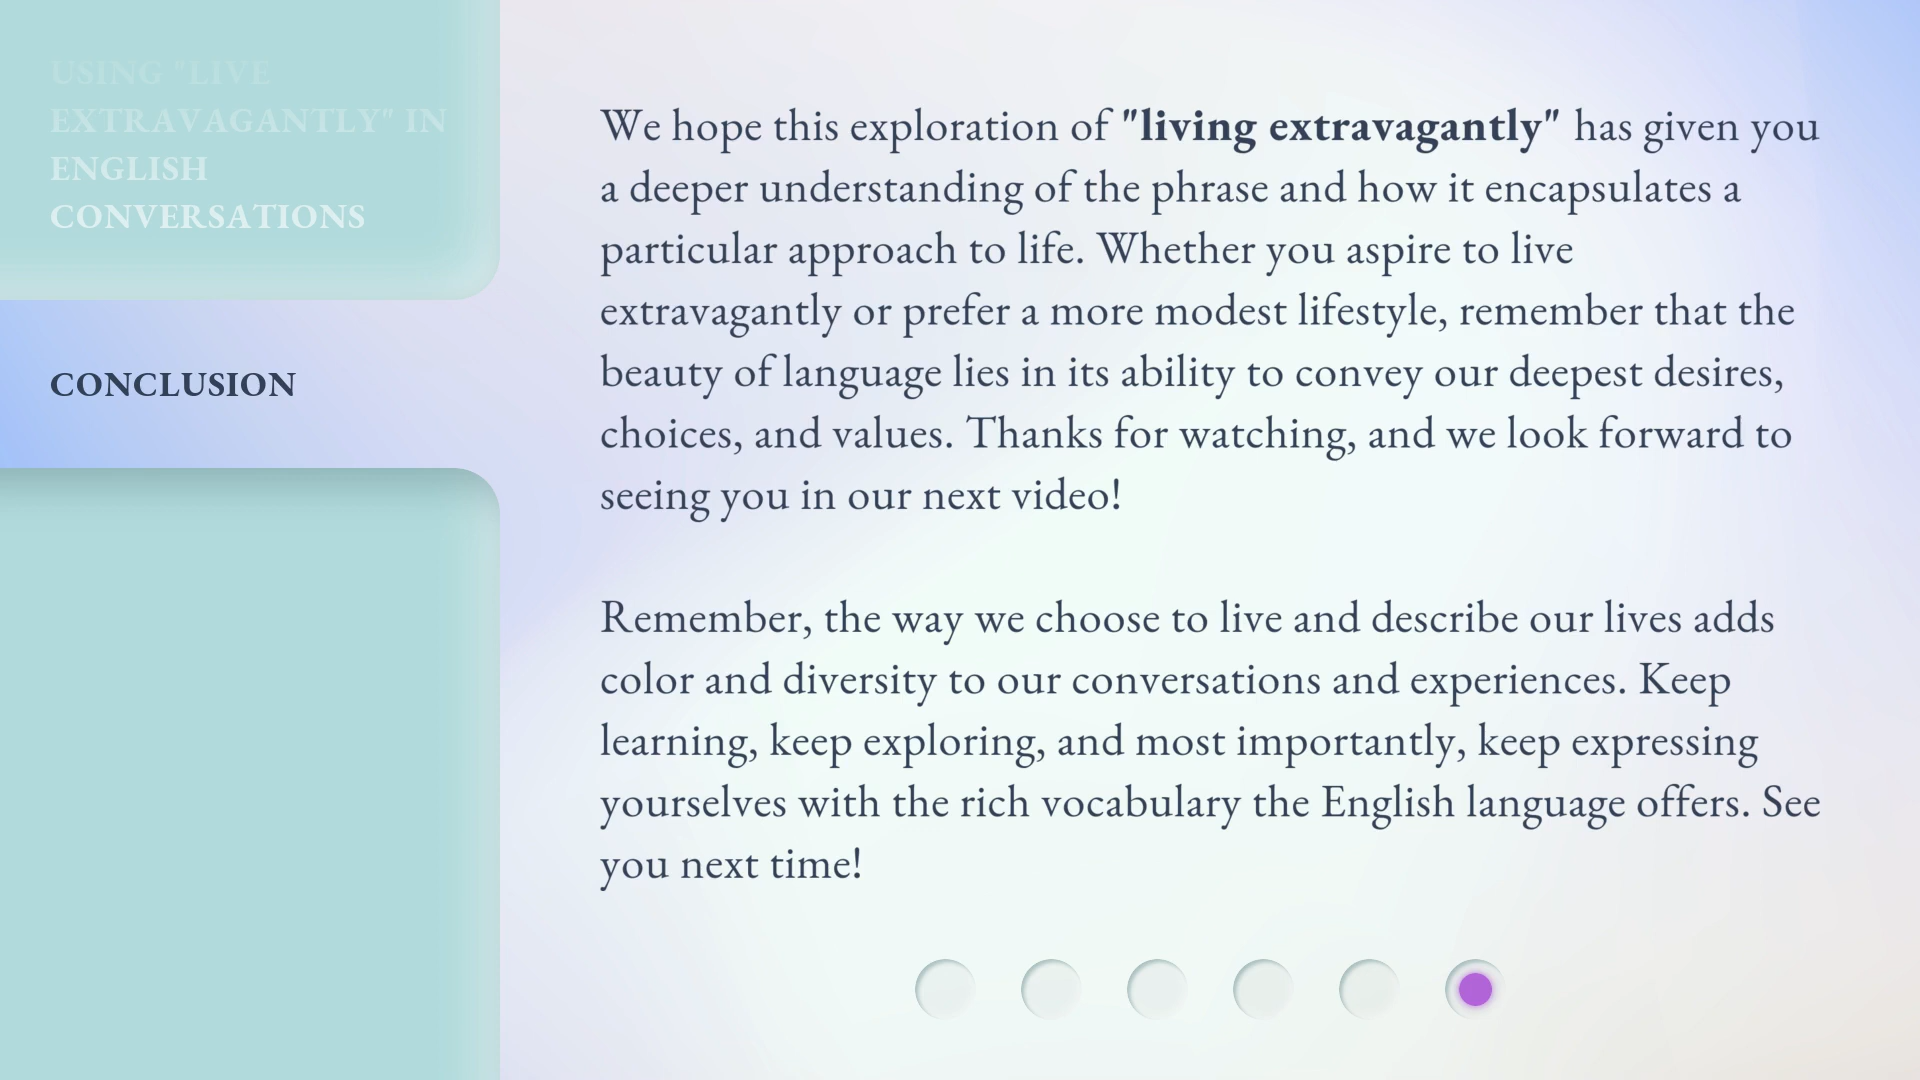 USING "LIVE
EXTRAVAGANTLY" IN
ENGLISH
CONVERSATIONS
CONCLUSION
We hope this exploration of "living extravagantly" has given you
a deeper understanding of the phrase and how it encapsulates a
particular approach to life. Whether you aspire to live
extravagantly or prefer a more modest lifestyle, remember that the
beauty of language lies in its ability to convey our deepest desires,
choices, and values. Thanks for watching, and we look forward to
seeing you in our next video!
Remember, the way we choose to live and describe our lives adds
color and diversity to our conversations and experiences. Keep
learning, keep exploring, and most importantly, keep expressing
yourselves with the rich vocabulary the English language offers. See
you next time!